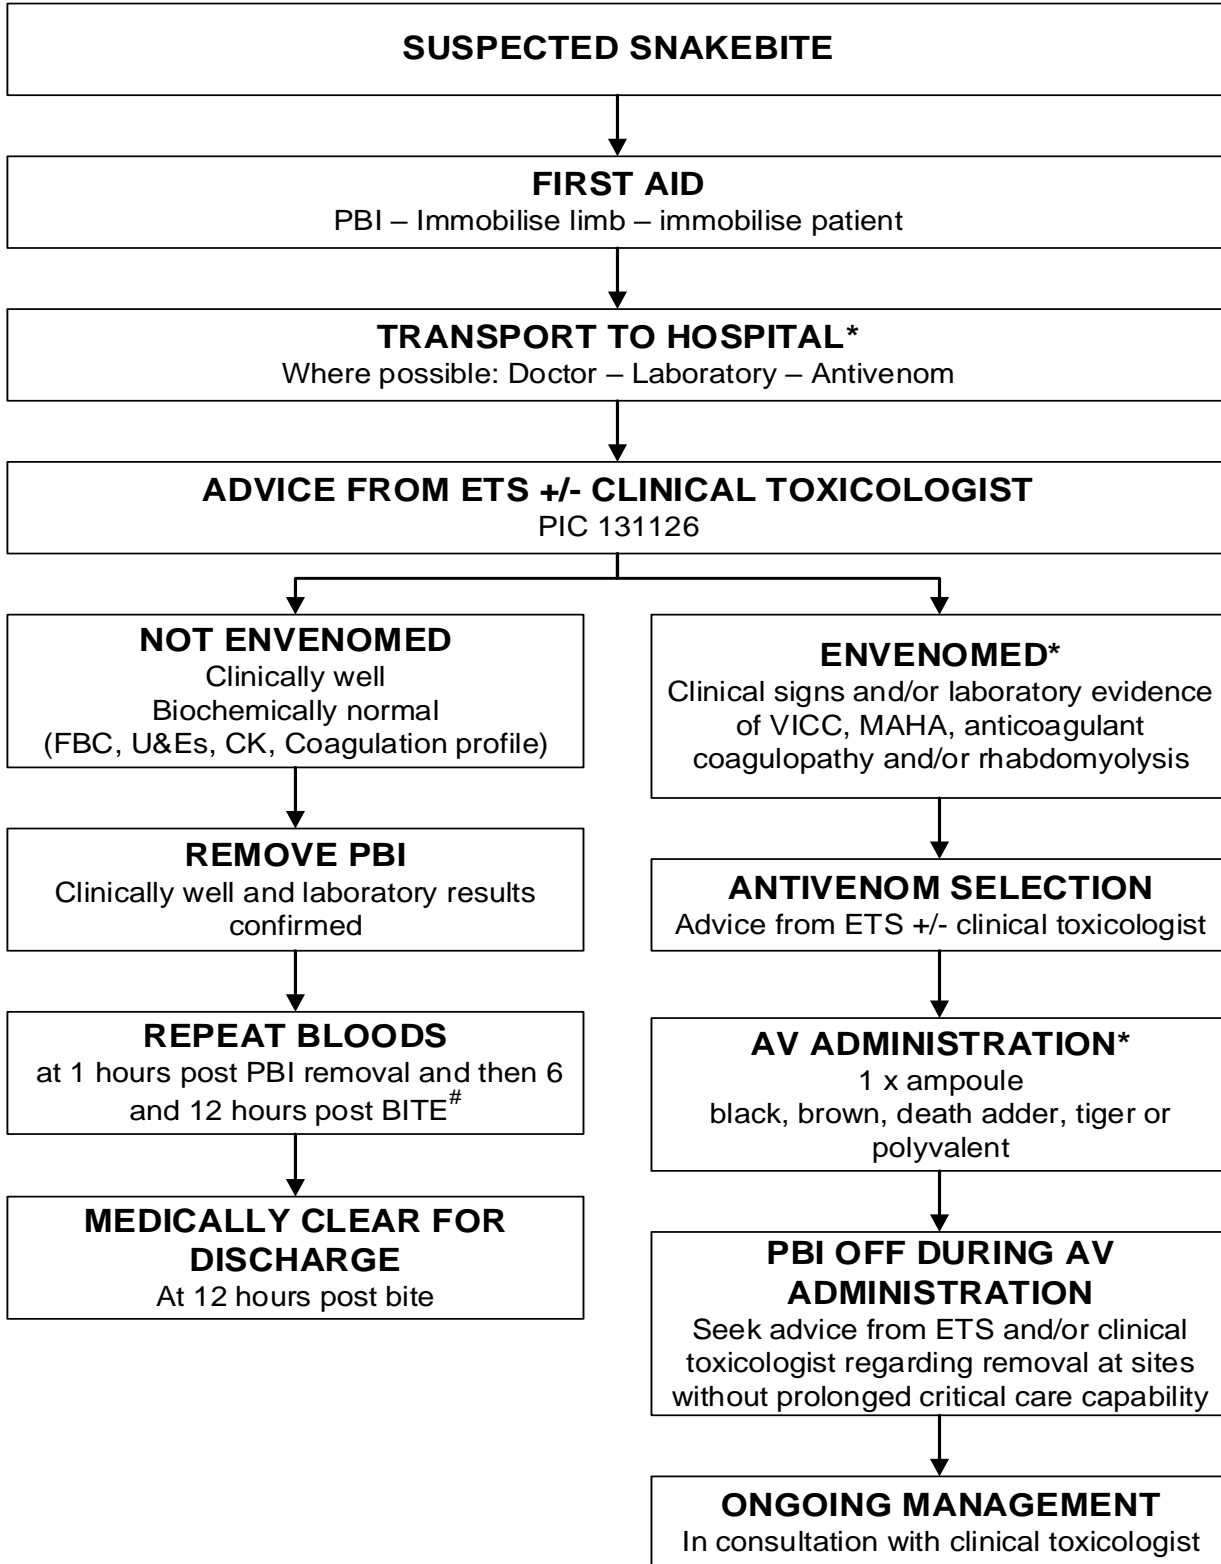 SUSPECTED SNAKEBITE
FIRST AID
PBI – Immobilise limb – immobilise patient
TRANSPORT TO HOSPITAL*
Where possible: Doctor – Laboratory – Antivenom
ADVICE FROM ETS +/- CLINICAL TOXICOLOGIST
PIC 131126
NOT ENVENOMED
Clinically well
Biochemically normal
(FBC, U&Es, CK, Coagulation profile)
REMOVE PBI
Clinically well and laboratory results
confirmed
REPEAT BLOODS
at 1 hours post PBI removal and then 6
and 12 hours post BITE#
MEDICALLY CLEAR FOR
DISCHARGE
At 12 hours post bite
ENVENOMED*
Clinical signs and/or laboratory evidence
of VICC, MAHA, anticoagulant
coagulopathy and/or rhabdomyolysis
ANTIVENOM SELECTION
Advice from ETS +/- clinical toxicologist
AV ADMINISTRATION*
1 x ampoule
black, brown, death adder, tiger or
polyvalent
PBI OFF DURING AV
ADMINISTRATION
Seek advice from ETS and/or clinical
toxicologist regarding removal at sites
without prolonged critical care capability
ONGOING MANAGEMENT
In consultation with clinical toxicologist